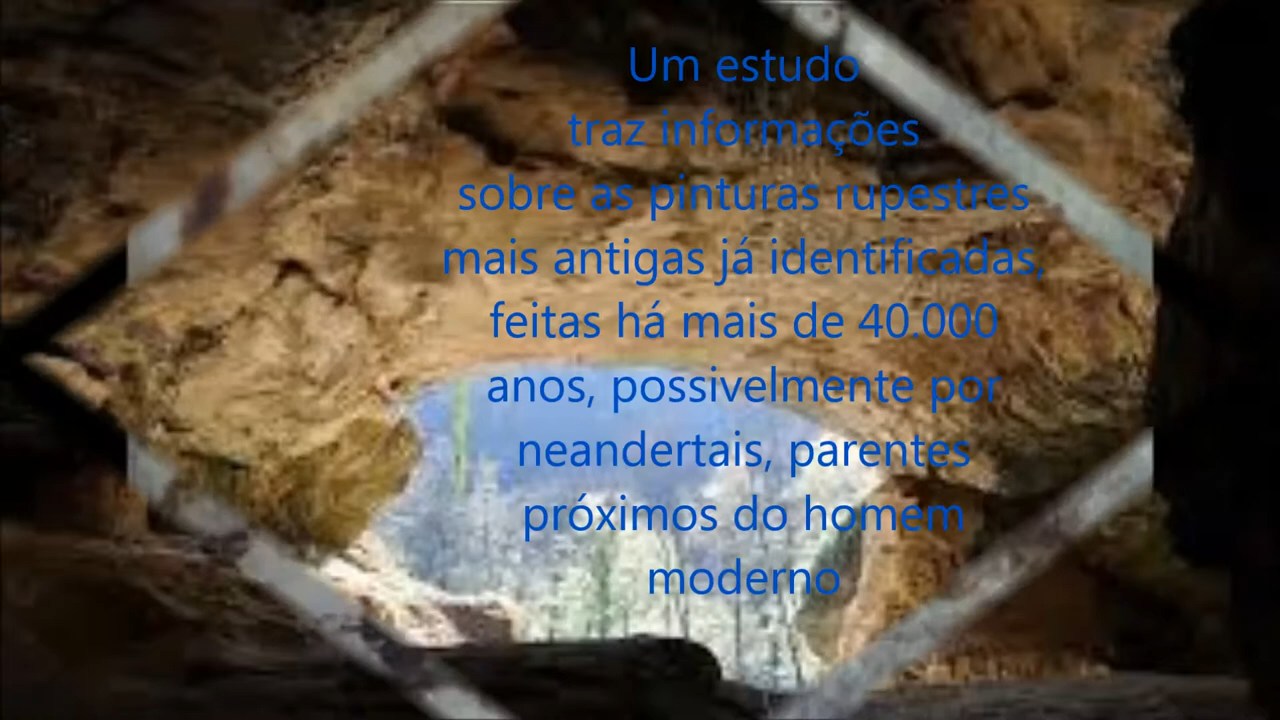 Um estudo
traz informações
sobre as pinturas rupestres
mais antigas já identificadas,
feitas há mais de 40.000
anos, possivelmente por
neandertais, parentes
próximos do homem
moderno